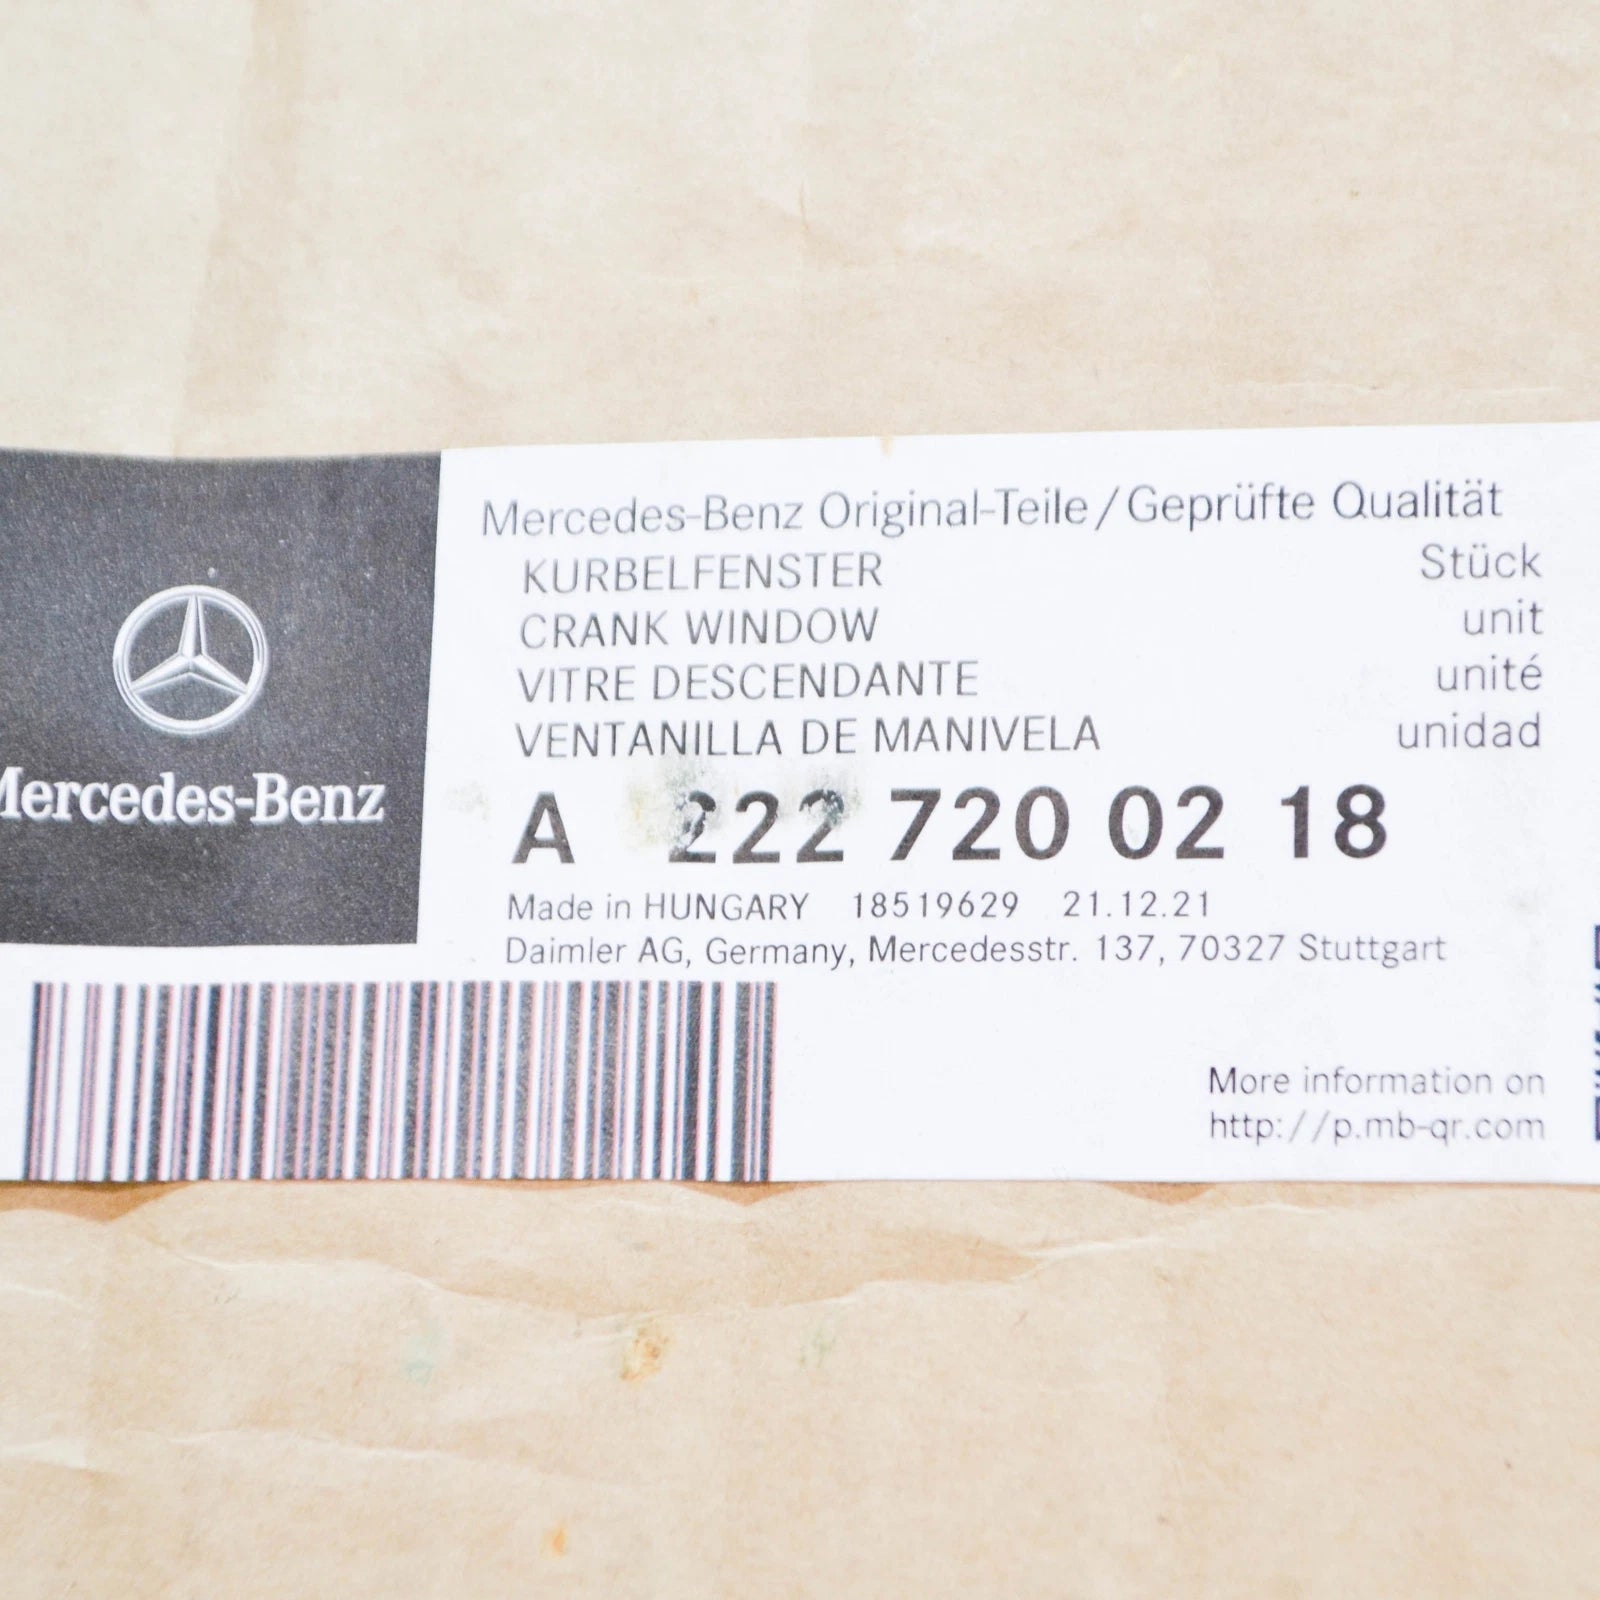 Mercedes-Benz
Mercedes-Benz Original-Teile/Geprüfte Qualität
KURBELFENSTER Stück
CRANK WINDOW unit
VITRE DESCENDANTE unité
VENTANILLA DE MANIVELA unidad
A 222 720 02 18
Made in HUNGARY 18519629 21.12.21
Daimler AG, Germany, Mercedesstr. 137, 70327 Stuttgart
More information on
http://p.mb-qr.com